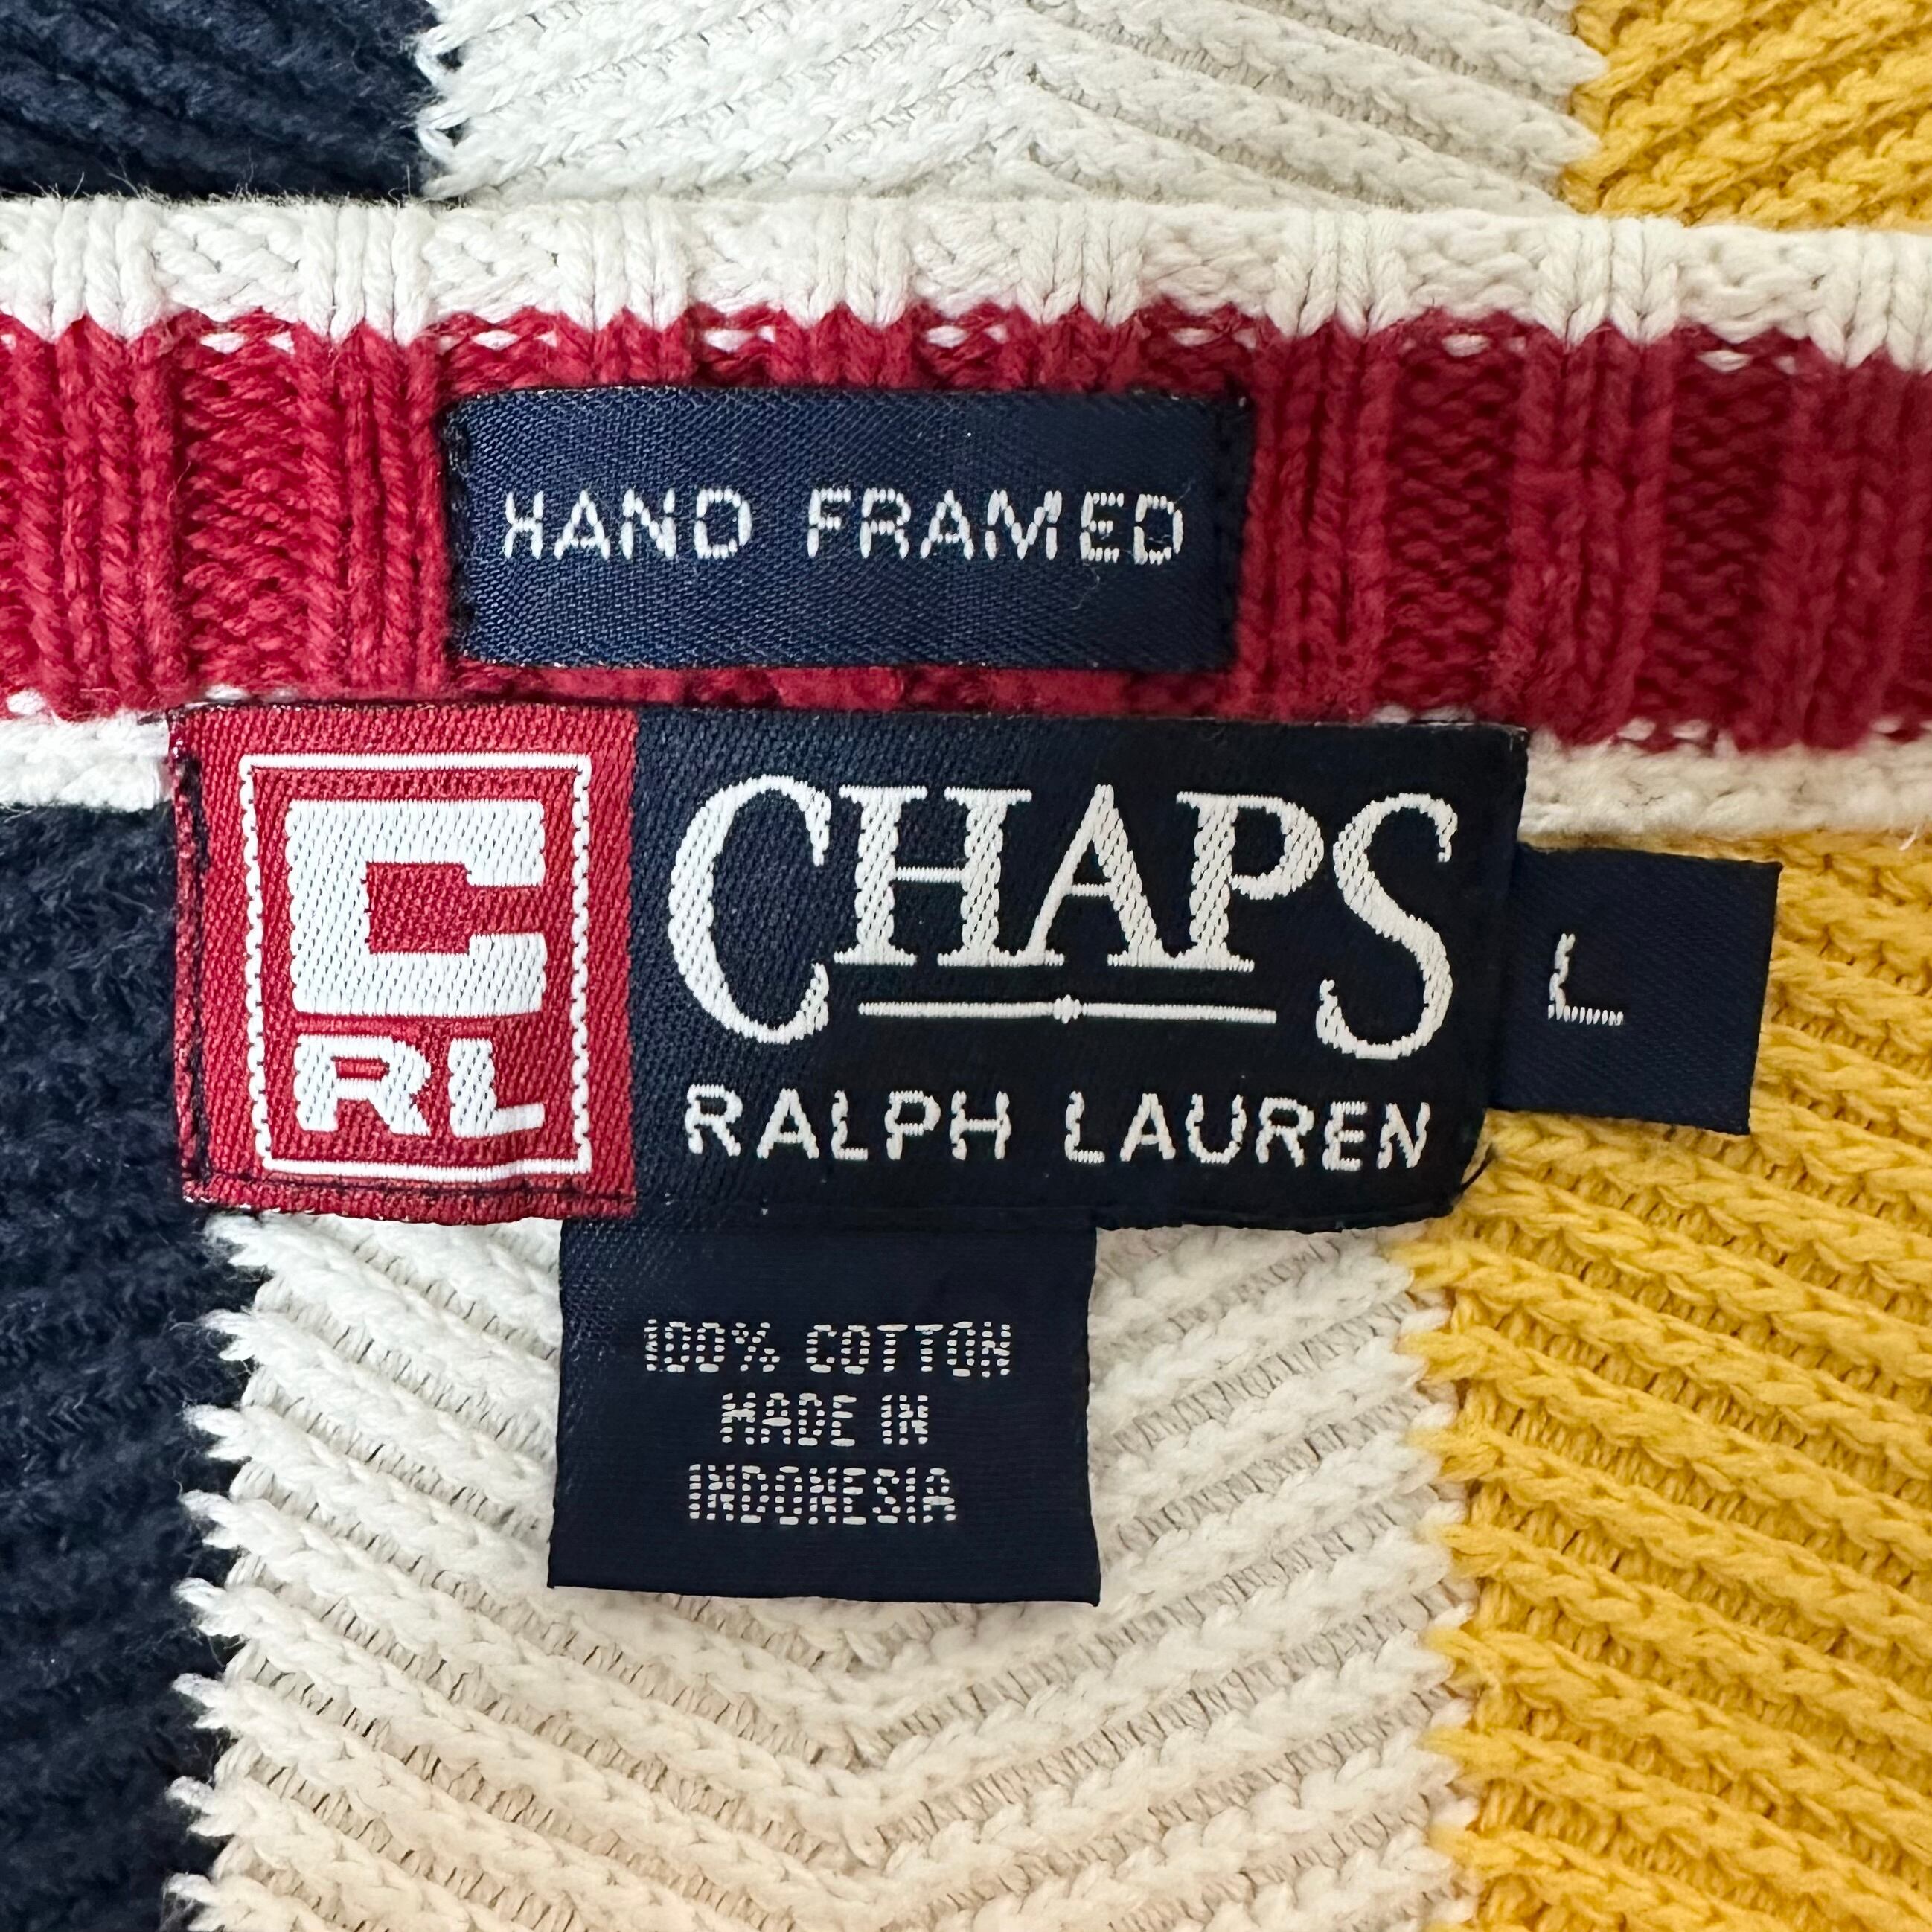 HAND FRAMED
C
RL
CHAPS
RALPH LAUREN
L
100% COTTON
MADE IN
INDONESIA